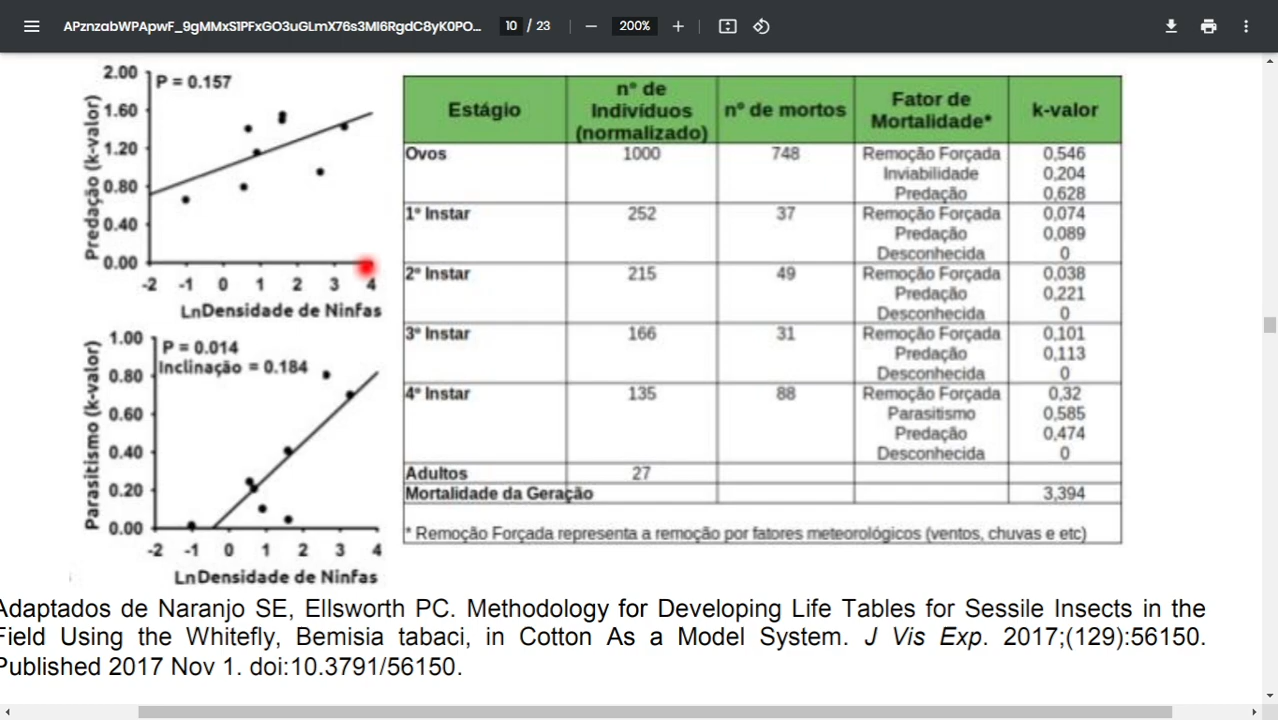 APznzabWPApwF_9gMMxS1PFxGO3uGLmX76s3Ml6RgdC8yK0PO... 10 / 23 200%
2.00
P = 0.157
1.60
1.20
0.80
0.40
0.00
Predação (k-valor)
-2 -1 0 1 2 3 4
LnDensidade de Ninfas
1.00
P = 0.014
Inclinação = 0.184
0.80
0.60
0.40
0.20
0.00
Parasitismo (k-valor)
-2 -1 0 1 2 3 4
LnDensidade de Ninfas
Estágio nº de Indivíduos (normalizado) nº de mortos Fator de Mortalidade* k-valor
Ovos 1000 748 Remoção Forçada 0,546
Inviabilidade 0,204
Predação 0,628
1º Instar 252 37 Remoção Forçada 0,074
Predação 0,089
Desconhecida 0
2º Instar 215 49 Remoção Forçada 0,038
Predação 0,221
Desconhecida 0
3º Instar 166 31 Remoção Forçada 0,101
Predação 0,113
Desconhecida 0
4º Instar 135 88 Remoção Forçada 0,32
Parasitismo 0,585
Predação 0,474
Desconhecida 0
Adultos 27
Mortalidade da Geração 3,394
* Remoção Forçada representa a remoção por fatores meteorológicos (ventos, chuvas e etc)
Adaptados de Naranjo SE, Ellsworth PC. Methodology for Developing Life Tables for Sessile Insects in the
Field Using the Whitefly, Bemisia tabaci, in Cotton As a Model System. J Vis Exp. 2017;(129):56150.
Published 2017 Nov 1. doi:10.3791/56150.